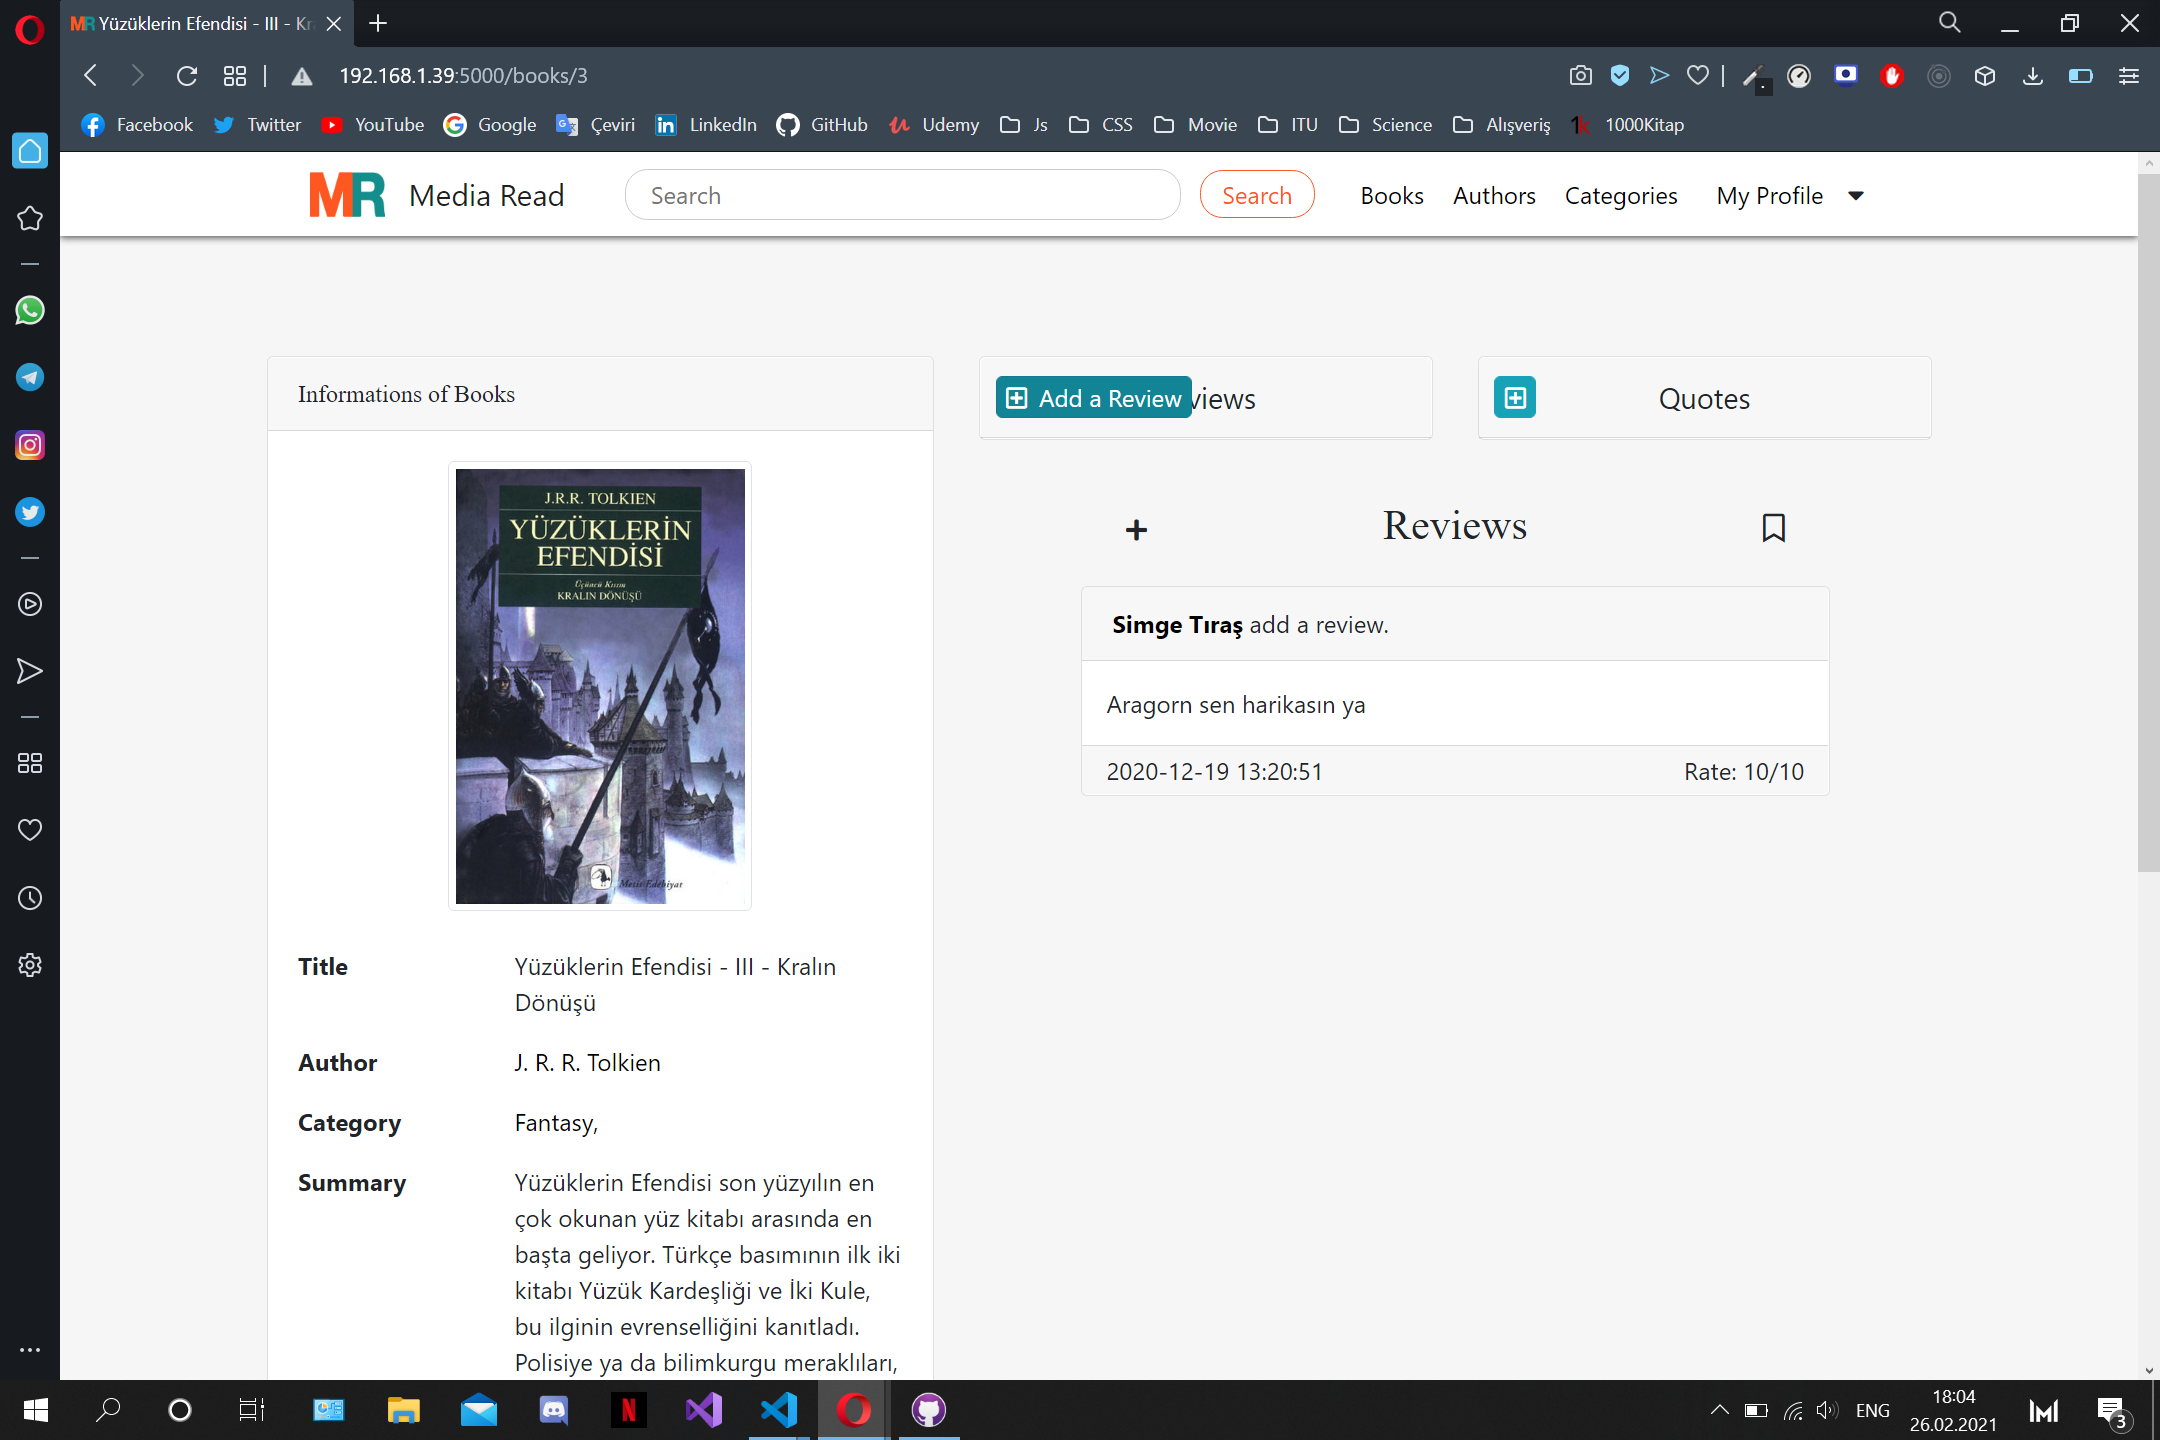 MR Yüzüklerin Efendisi - III - Kr
192.168.1.39:5000/books/3
Facebook Twitter YouTube Google Çeviri LinkedIn GitHub Udemy Js CSS Movie ITU Science Alışveriş 1k 1000Kitap
MR Media Read Search Search Books Authors Categories My Profile
Informations of Books
Add a Review views
Quotes
J.R.R. TOLKIEN
YÜZÜKLERİN
EFENDİSİ
Üçüncü Kısım
KRALIN DÖNÜŞÜ
Metis Edebiyat
Reviews
Simge Tıraş add a review.
Aragorn sen harikasın ya
2020-12-19 13:20:51 Rate: 10/10
Title Yüzüklerin Efendisi - III - Kralın
Dönüşü
Author J. R. R. Tolkien
Category Fantasy,
Summary Yüzüklerin Efendisi son yüzyılın en
çok okunan yüz kitabı arasında en
başta geliyor. Türkçe basımının ilk iki
kitabı Yüzük Kardeşliği ve İki Kule,
bu ilginin evrenselliğini kanıtladı.
Polisiye ya da bilimkurgu meraklıları,
N
ENG
18:04
26.02.2021
3